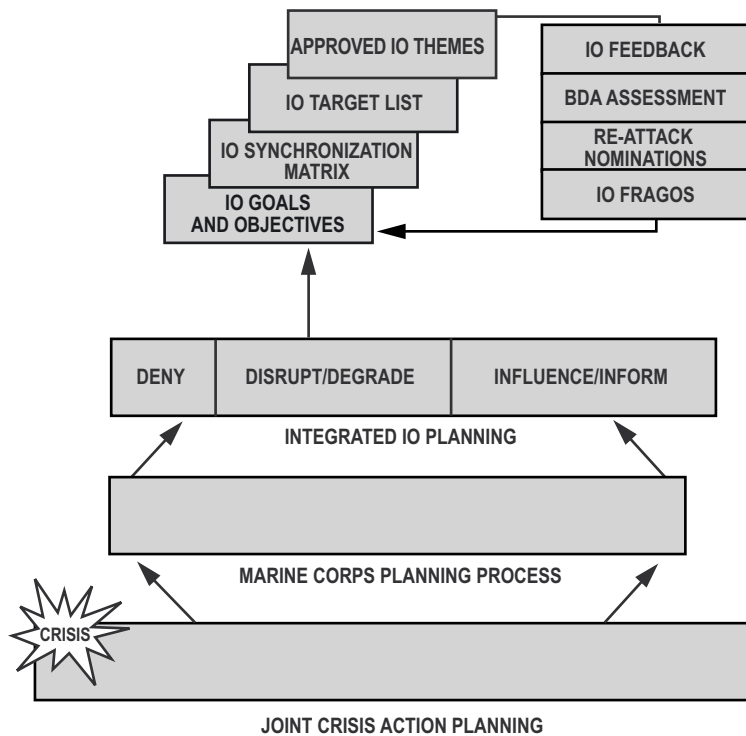 APPROVED IO THEMES
IO TARGET LIST
IO SYNCHRONIZATION
MATRIX
IO GOALS
AND OBJECTIVES
IO FEEDBACK
BDA ASSESSMENT
RE-ATTACK
NOMINATIONS
IO FRAGOS
DENY
DISRUPT/DEGRADE
INFLUENCE/INFORM
INTEGRATED IO PLANNING
MARINE CORPS PLANNING PROCESS
CRISIS
JOINT CRISIS ACTION PLANNING